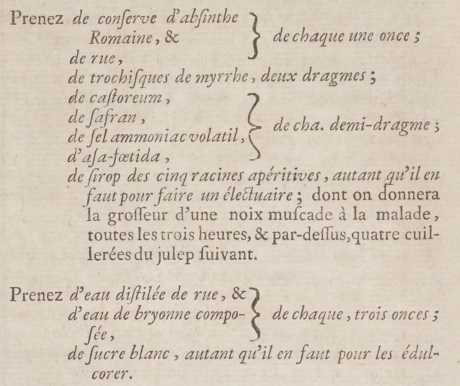 Prenez de conſerve d'abſinthe
Romaine, & } de chaque une once ;
de rue,
de trochiſques de myrrhe, deux dragmes ;
de caſtoreum,
de ſafran,
de ſel ammoniac volatil, } de cha. demi-dragme ;
d'aſa-fœtida,
de ſirop des cinq racines apéritives, autant qu'il en
faut pour faire un électuaire ; dont on donnera
la groſſeur d'une noix muſcade à la malade,
toutes les trois heures, & par-deſſus, quatre cuil-
lerées du julep ſuivant.
Prenez d'eau diſtilée de rue, &
d'eau de bryonne compo- } de chaque, trois onces ;
ſée,
de ſucre blanc, autant qu'il en faut pour les édul-
corer.